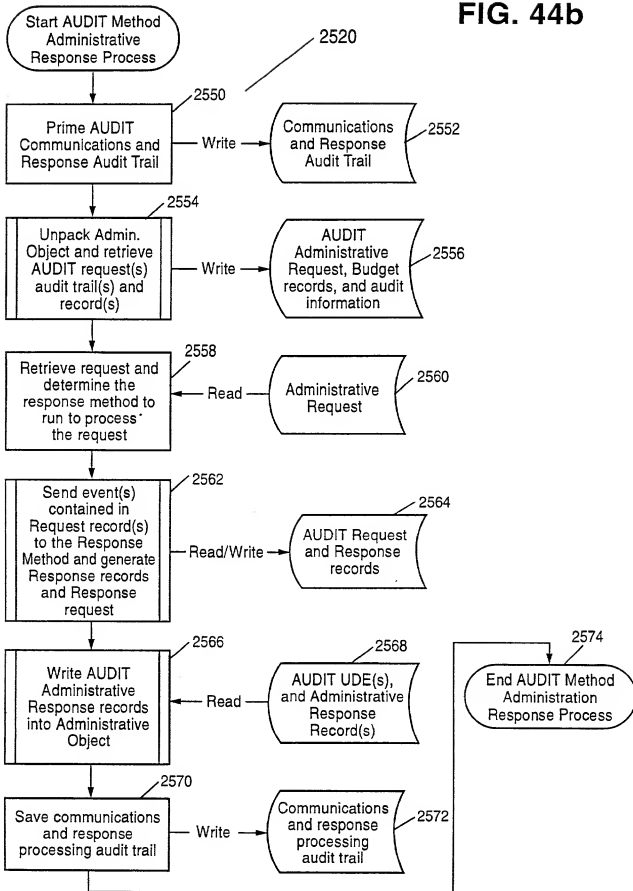 FIG. 44b
Start AUDIT Method
Administrative
Response Process
2520
2550
Prime AUDIT
Communications and
Response Audit Trail
Write
Communications
and Response
Audit Trail
2552
2554
Unpack Admin.
Object and retrieve
AUDIT request(s)
audit trail(s) and
record(s)
Write
AUDIT
Administrative
Request, Budget
records, and audit
information
2556
2558
Retrieve request and
determine the
response method to
run to process
the request
Read
Administrative
Request
2560
2562
Send event(s)
contained in
Request record(s)
to the Response
Method and generate
Response records
and Response
request
Read/Write
AUDIT Request
and Response
records
2564
2566
Write AUDIT
Administrative
Response records
into Administrative
Object
Read
AUDIT UDE(s),
and Administrative
Response
Record(s)
2568
2570
Save communications
and response
processing audit trail
Write
Communications
and response
processing
audit trail
2572
2574
End AUDIT Method
Administration
Response Process